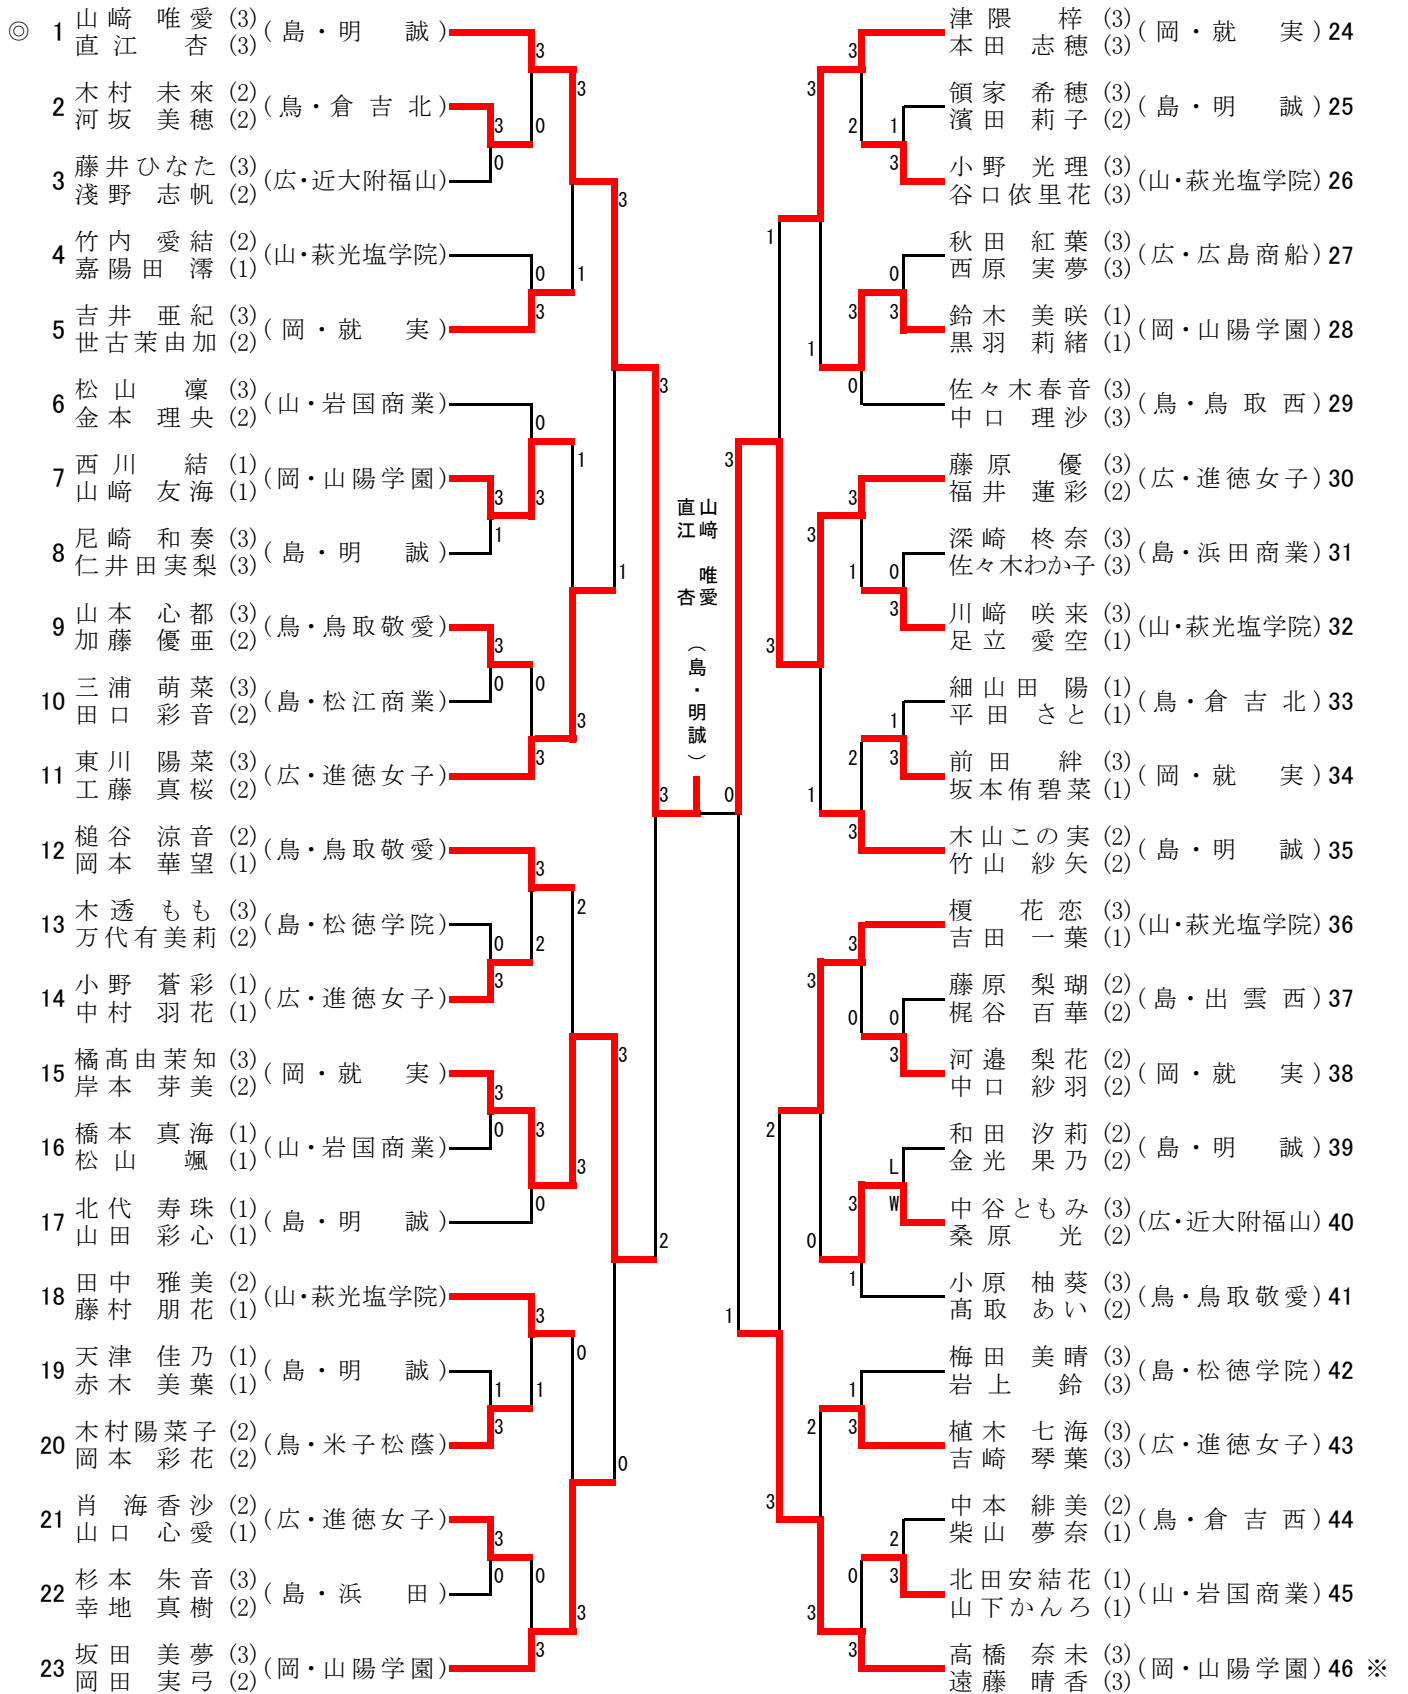 ◎ 1 山﨑 唯愛 (3) (島・明 誠)
直江 杏 (3)
2 木村 未來 (2) (鳥・倉吉北)
河坂 美穂 (2)
3 藤井ひなた (3) (広・近大附福山)
淺野 志帆 (2)
4 竹内 愛結 (2) (山・萩光塩学院)
嘉陽田 澪 (1)
5 吉井 亜紀 (3) (岡・就 実)
世古茉由加 (2)
6 松山 凜 (3) (山・岩国商業)
金本 理央 (2)
7 西川 結 (1) (岡・山陽学園)
山﨑 友海 (1)
8 尼崎 和奏 (3) (島・明 誠)
仁井田実梨 (3)
9 山本 心都 (3) (鳥・鳥取敬愛)
加藤 優亜 (2)
10 三浦 萌菜 (3) (島・松江商業)
田口 彩音 (2)
11 東川 陽菜 (3) (広・進徳女子)
工藤 真桜 (2)
12 槌谷 涼音 (2) (鳥・鳥取敬愛)
岡本 華望 (1)
13 木透 もも (3) (島・松徳学院)
万代有美莉 (2)
14 小野 蒼彩 (1) (広・進徳女子)
中村 羽花 (1)
15 橘髙由茉知 (3) (岡・就 実)
岸本 芽美 (2)
16 橋本 真海 (1) (山・岩国商業)
松山 颯 (1)
17 北代 寿珠 (1) (島・明 誠)
山田 彩心 (1)
18 田中 雅美 (2) (山・萩光塩学院)
藤村 朋花 (1)
19 天津 佳乃 (1) (島・明 誠)
赤木 美葉 (1)
20 木村陽菜子 (2) (鳥・米子松蔭)
岡本 彩花 (2)
21 肖 海香沙 (2) (広・進徳女子)
山口 心愛 (1)
22 杉本 朱音 (3) (島・浜 田)
幸地 真樹 (2)
23 坂田 美夢 (3) (岡・山陽学園)
岡田 実弓 (2)
3
3
3 0
0
3
0 1
3
3
0
1
3 3
1
1
3
0 0
3
3
3
3
2
0 2
3
3
3
0 3
3
0
2
3
0
1 1
3
0
3
0 0
3
3
山﨑 唯愛
直江 杏
(島・明誠)
0
津隈 梓 (3) (岡・就 実) 24
本田 志穂 (3)
領家 希穂 (3) (島・明 誠) 25
濱田 莉子 (2)
小野 光理 (3) (山・萩光塩学院) 26
谷口依里花 (3)
秋田 紅葉 (3) (広・広島商船) 27
西原 実夢 (3)
鈴木 美咲 (1) (岡・山陽学園) 28
黒羽 莉緒 (1)
佐々木春音 (3) (鳥・鳥取西) 29
中口 理沙 (3)
藤原 優 (3) (広・進徳女子) 30
福井 蓮彩 (2)
深崎 柊奈 (3) (島・浜田商業) 31
佐々木わか子 (3)
川﨑 咲来 (3) (山・萩光塩学院) 32
足立 愛空 (1)
細山田 陽 (1) (鳥・倉吉北) 33
平田 さと (1)
前田 絆 (3) (岡・就 実) 34
坂本侑碧菜 (1)
木山この実 (2) (島・明 誠) 35
竹山 紗矢 (2)
榎 花恋 (3) (山・萩光塩学院) 36
吉田 一葉 (1)
藤原 梨瑚 (2) (島・出雲西) 37
梶谷 百華 (2)
河邉 梨花 (2) (岡・就 実) 38
中口 紗羽 (2)
和田 汐莉 (2) (島・明 誠) 39
金光 果乃 (2)
中谷ともみ (3) (広・近大附福山) 40
桑原 光 (2)
小原 柚葵 (3) (鳥・鳥取敬愛) 41
髙取 あい (2)
梅田 美晴 (3) (島・松徳学院) 42
岩上 鈴 (3)
植木 七海 (3) (広・進徳女子) 43
吉崎 琴葉 (3)
中本 緋美 (2) (鳥・倉吉西) 44
柴山 夢奈 (1)
北田安結花 (1) (山・岩国商業) 45
山下かんろ (1)
高橋 奈未 (3) (岡・山陽学園) 46 ※
遠藤 晴香 (3)
3
3
2 1
3
1
0
3 3
1
0
3
3
3
1 0
3
3
1
2 3
1
3
3
3
0 0
3
2
L
3 W
0
1
1
1
2 3
3
2
0 3
3
3